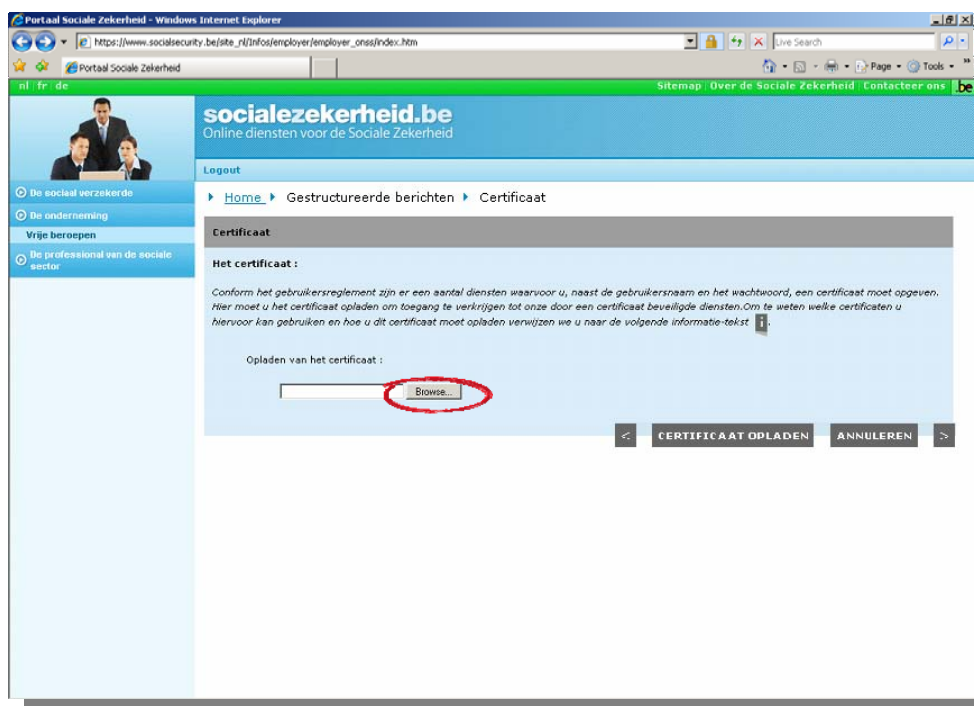 Portaal Sociale Zekerheid - Windows Internet Explorer
https://www.socialsecurity.be/site_nl/Infos/employer/employer_onss/index.htm
Live Search
Portaal Sociale Zekerheid
Page
Tools
nl fr de
Sitemap Over de Sociale Zekerheid Contacteer ons .be
socialezekerheid.be
Online diensten voor de Sociale Zekerheid
Logout
De sociaal verzekerde
De onderneming
Vrije beroepen
De professional van de sociale
sector
Home Gestructureerde berichten Certificaat
Certificaat
Het certificaat :
Conform het gebruikersreglement zijn er een aantal diensten waarvoor u, naast de gebruikersnaam en het wachtwoord, een certificaat moet opgeven.
Hier moet u het certificaat opladen om toegang te verkrijgen tot onze door een certificaat beveiligde diensten.Om te weten welke certificaten u
hiervoor kan gebruiken en hoe u dit certificaat moet opladen verwijzen we u naar de volgende informatie-tekst i .
Opladen van het certificaat :
Browse...
< CERTIFICAAT OPLADEN ANNULEREN >